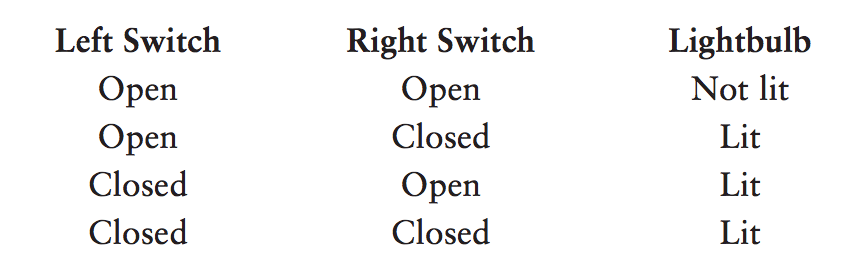 Left Switch Right Switch Lightbulb
Open Open Not lit
Open Closed Lit
Closed Open Lit
Closed Closed Lit